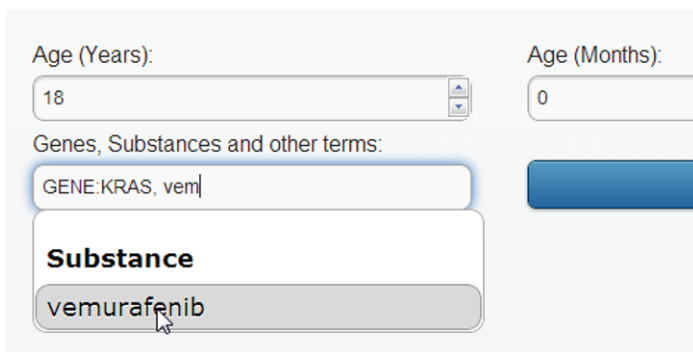 Age (Years):
Age (Months):
18
0
Genes, Substances and other terms:
GENE:KRAS, vem
Substance
vemurafenib